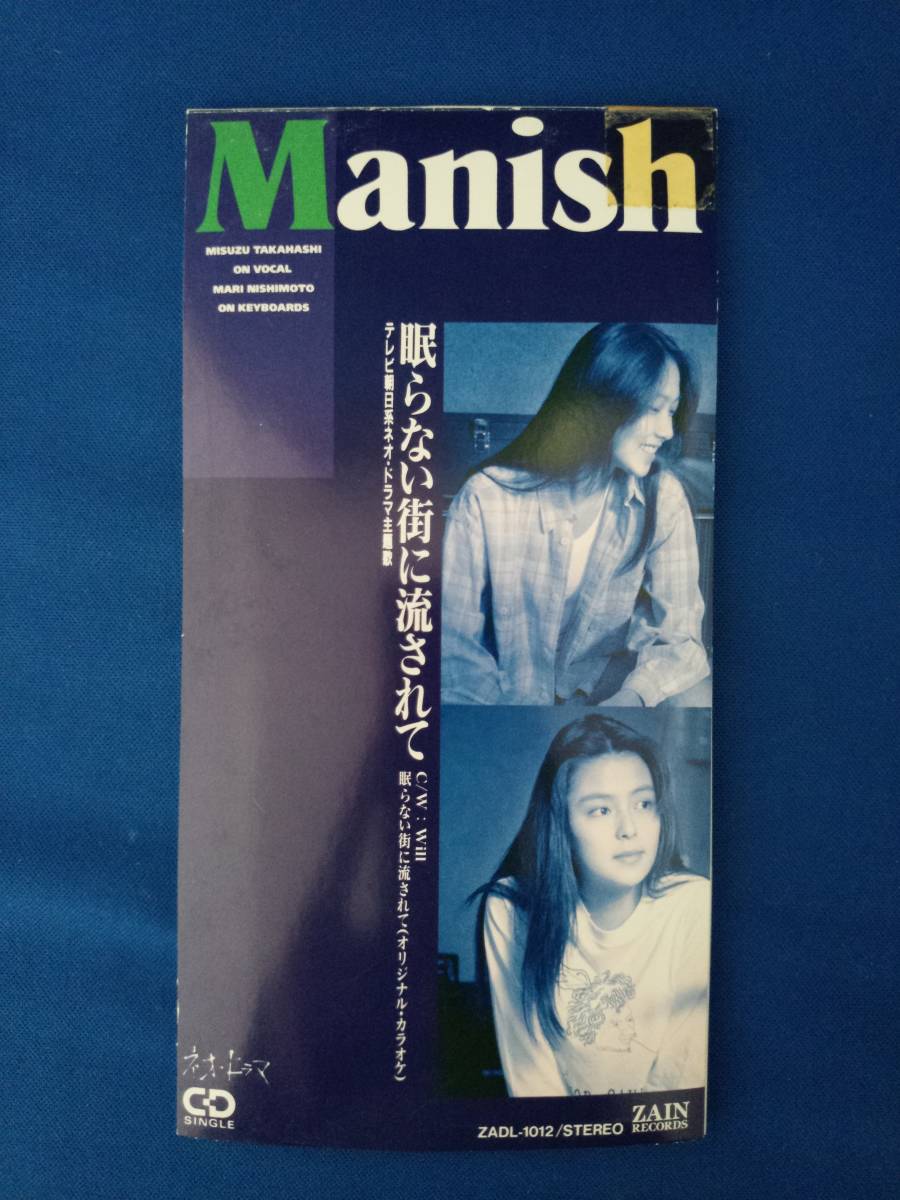 Manish
MISUZU TAKAHASHI
ON VOCAL
MARI NISHIMOTO
ON KEYBOARDS
眠らない街に流されて
テレビ朝日系ネオ・ドラマ主題歌
C/W : Will
眠らない街に流されて(オリジナル・カラオケ)
ネオ・ドラマ
CD
SINGLE
ZADL-1012/STEREO
ZAIN
RECORDS